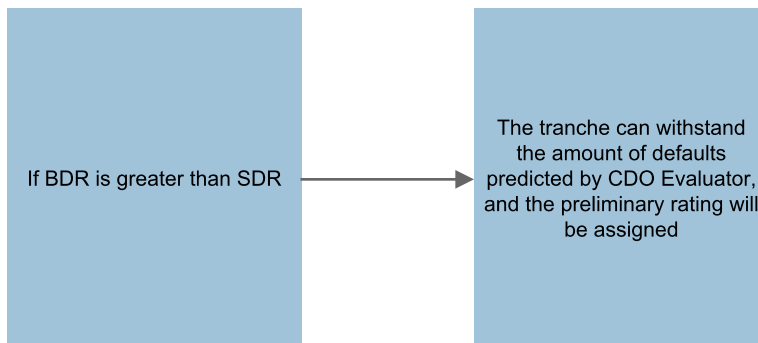 If BDR is greater than SDR
The tranche can withstand
the amount of defaults
predicted by CDO Evaluator,
and the preliminary rating will
be assigned